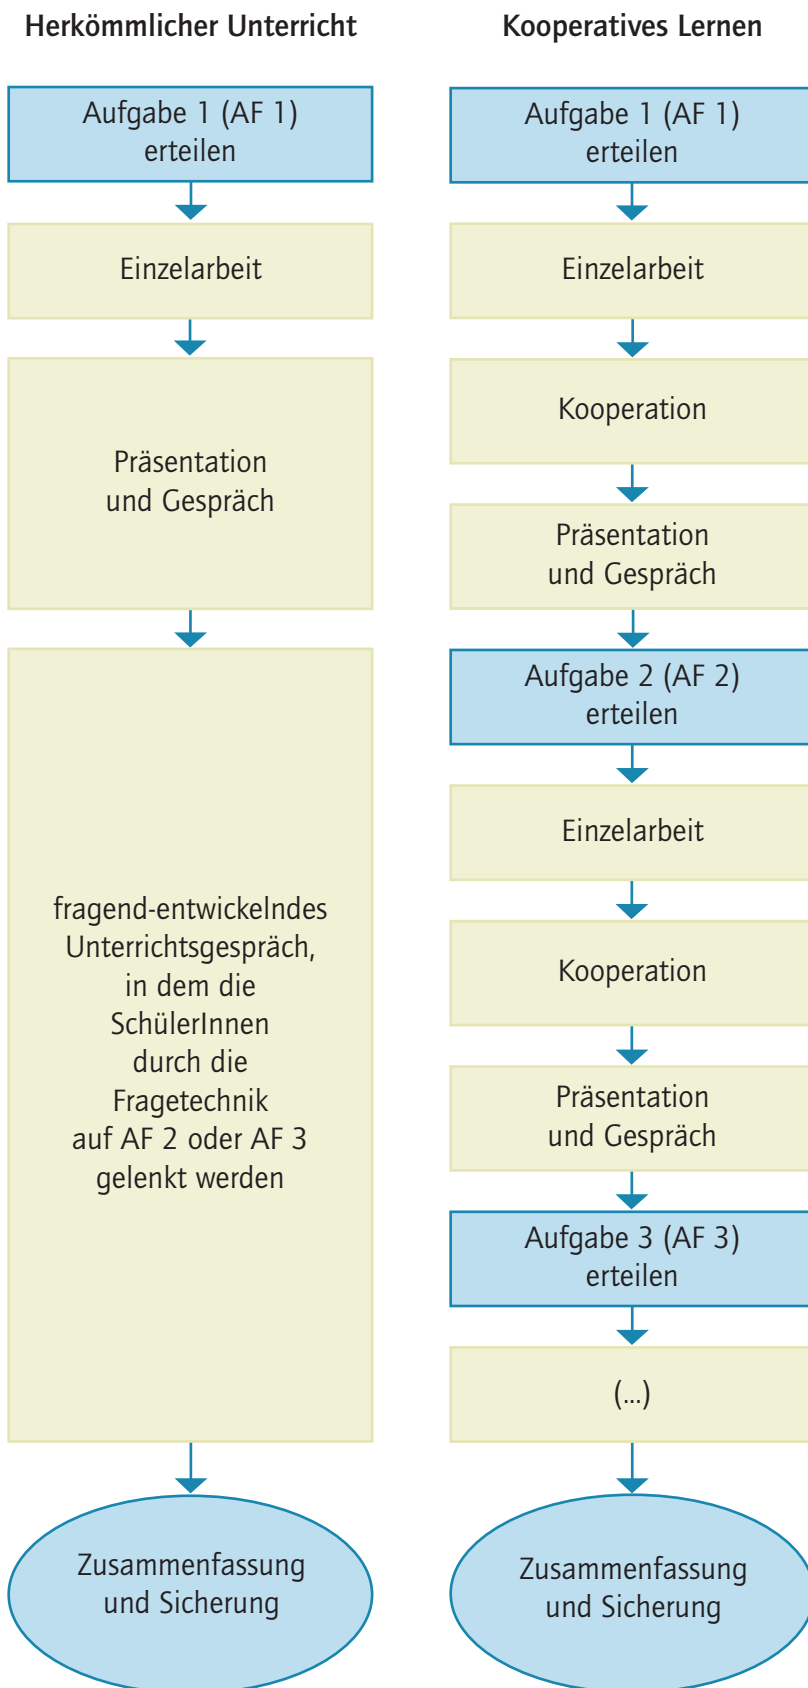 Herkömmlicher Unterricht
Aufgabe 1 (AF 1)
erteilen
Einzelarbeit
Präsentation
und Gespräch
fragend-entwickelndes
Unterrichtsgespräch,
in dem die
SchülerInnen
durch die
Fragetechnik
auf AF 2 oder AF 3
gelenkt werden
Zusammenfassung
und Sicherung
Kooperatives Lernen
Aufgabe 1 (AF 1)
erteilen
Einzelarbeit
Kooperation
Präsentation
und Gespräch
Aufgabe 2 (AF 2)
erteilen
Einzelarbeit
Kooperation
Präsentation
und Gespräch
Aufgabe 3 (AF 3)
erteilen
(...)
Zusammenfassung
und Sicherung